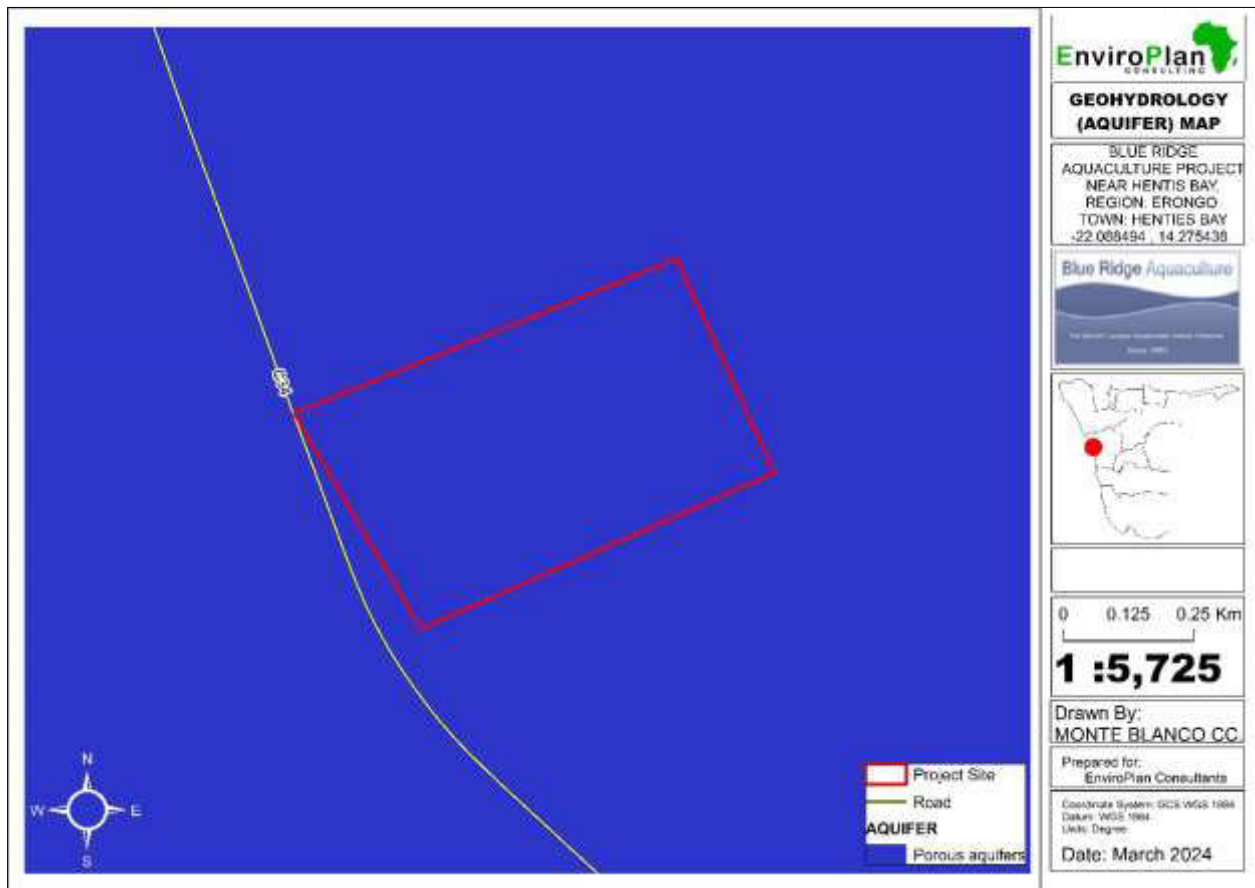 EnviroPlan
CONSULTING
GEOHYDROLOGY
(AQUIFER) MAP
BLUE RIDGE
AQUACULTURE PROJECT
NEAR HENTIS BAY,
REGION: ERONGO
TOWN: HENTIES BAY
-22.088494 , 14.275438
Blue Ridge Aquaculture
0 0.125 0.25 Km
1 :5,725
Drawn By:
MONTE BLANCO CC.
Prepared for:
EnviroPlan Consultants
Coordinate System: GCS WGS 1984
Datum: WGS 1984
Units: Degree
Date: March 2024
N
W E
S
Project Site
Road
AQUIFER
Porous aquifers